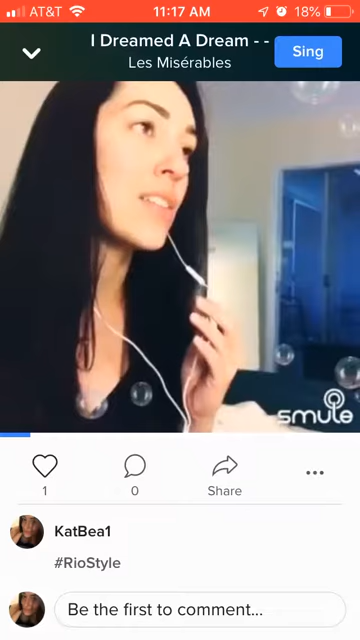 AT&T 11:17 AM 18%
I Dreamed A Dream - -
Les Misérables
Sing
smule
1 0 Share
KatBea1
#RioStyle
Be the first to comment...